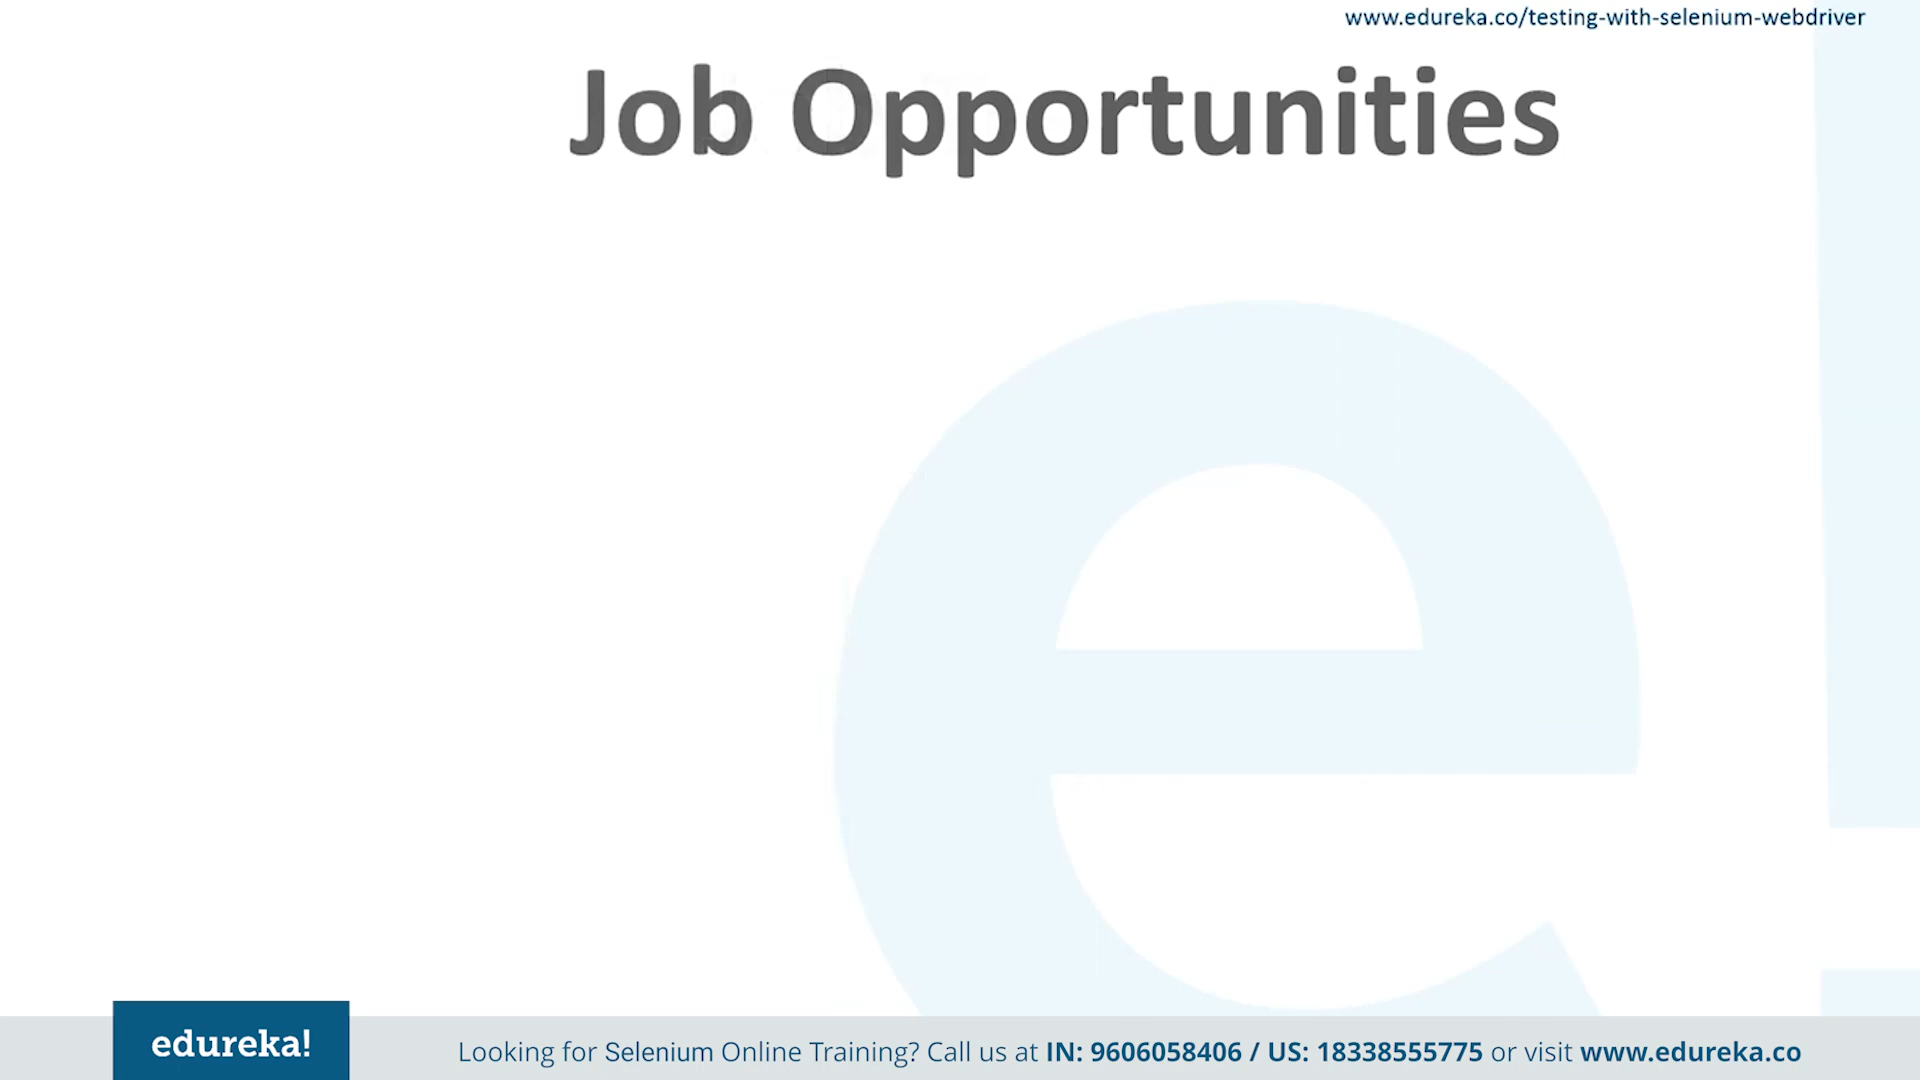 www.edureka.co/testing-with-selenium-webdriver
Job Opportunities
edureka!
Looking for Selenium Online Training? Call us at IN: 9606058406 / US: 18338555775 or visit www.edureka.co